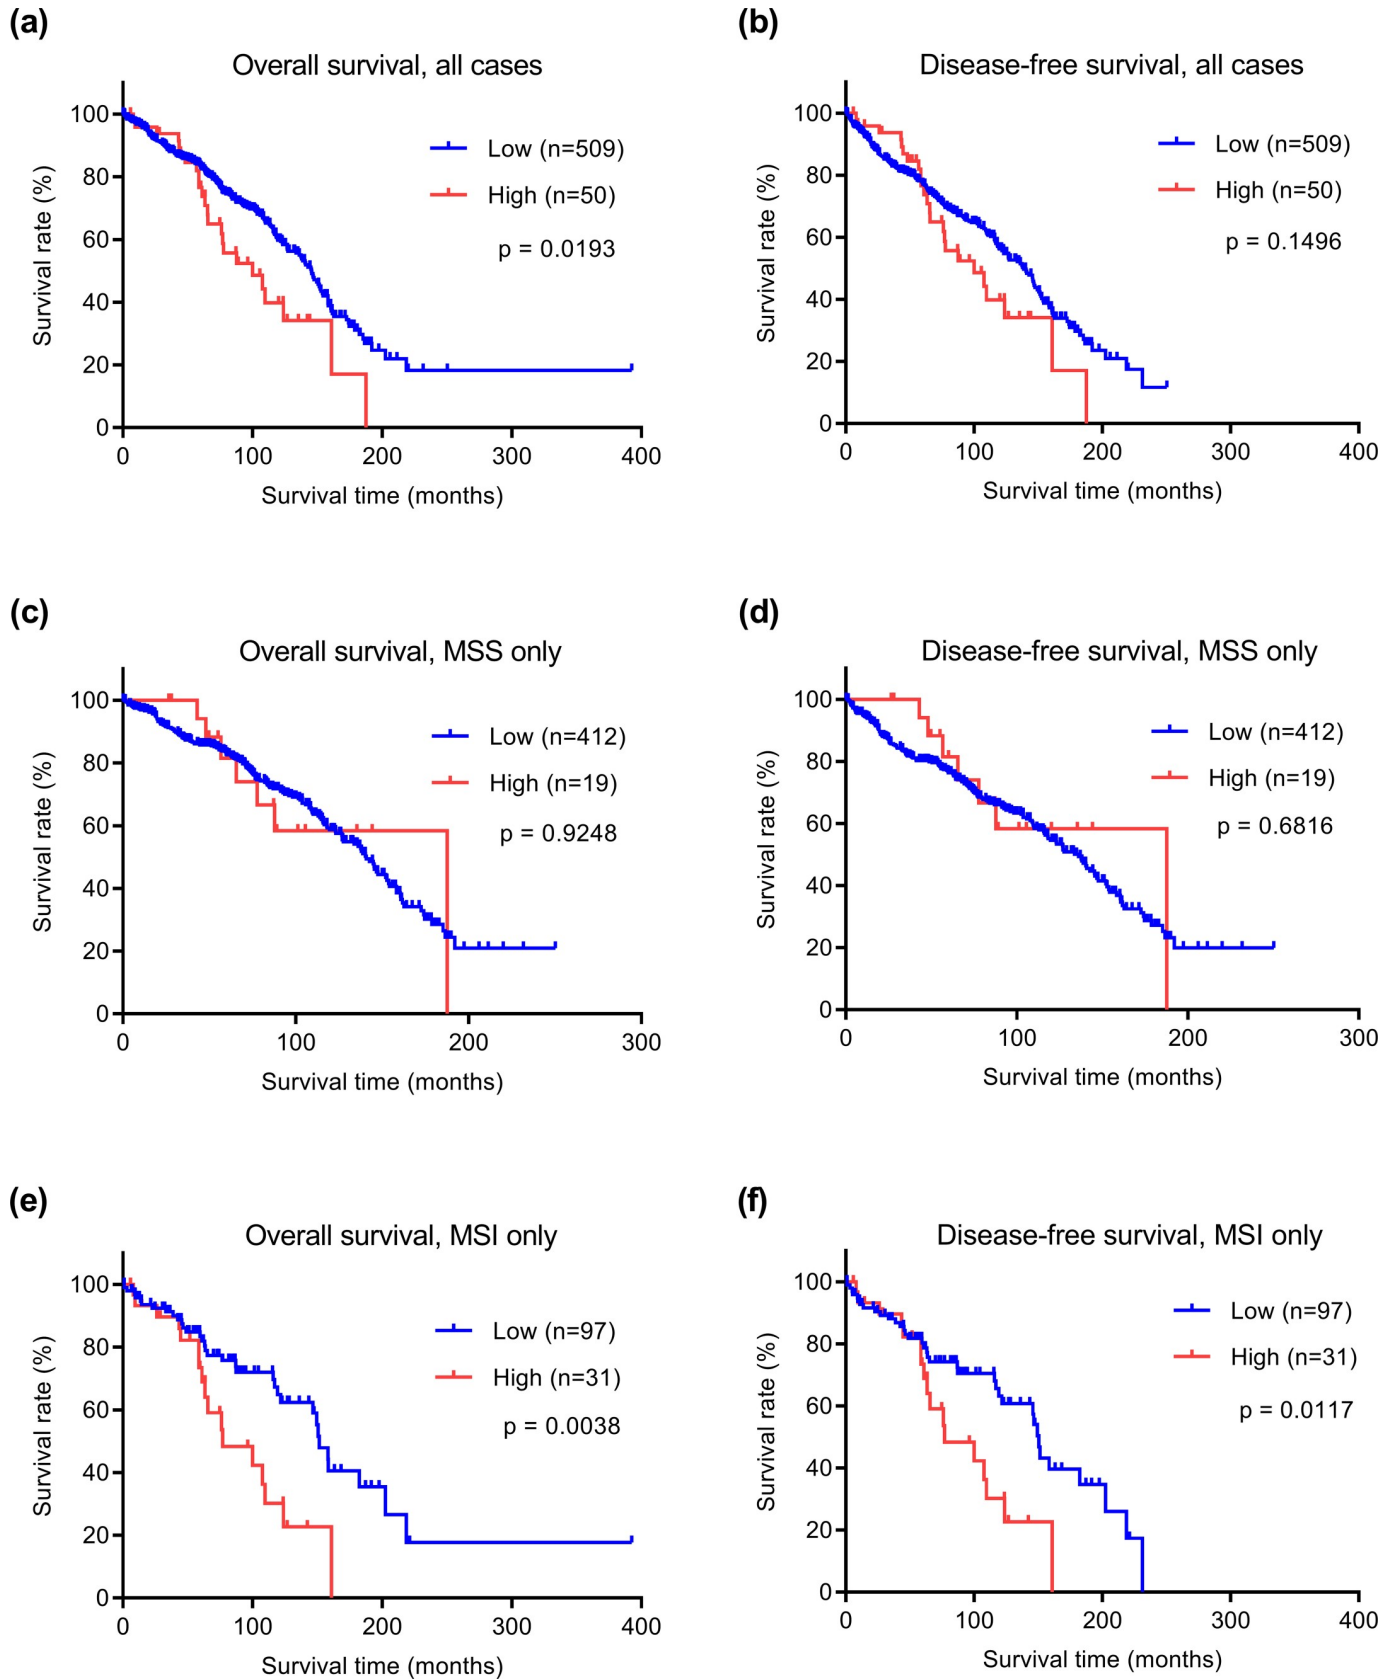 (a)
Overall survival, all cases
Survival rate (%)
100
80
60
40
20
0
Low (n=509)
High (n=50)
p = 0.0193
0 100 200 300 400
Survival time (months)
(b)
Disease-free survival, all cases
Survival rate (%)
100
80
60
40
20
0
Low (n=509)
High (n=50)
p = 0.1496
0 100 200 300 400
Survival time (months)
(c)
Overall survival, MSS only
Survival rate (%)
100
80
60
40
20
0
Low (n=412)
High (n=19)
p = 0.9248
0 100 200 300
Survival time (months)
(d)
Disease-free survival, MSS only
Survival rate (%)
100
80
60
40
20
0
Low (n=412)
High (n=19)
p = 0.6816
0 100 200 300
Survival time (months)
(e)
Overall survival, MSI only
Survival rate (%)
100
80
60
40
20
0
Low (n=97)
High (n=31)
p = 0.0038
0 100 200 300 400
Survival time (months)
(f)
Disease-free survival, MSI only
Survival rate (%)
100
80
60
40
20
0
Low (n=97)
High (n=31)
p = 0.0117
0 100 200 300 400
Survival time (months)